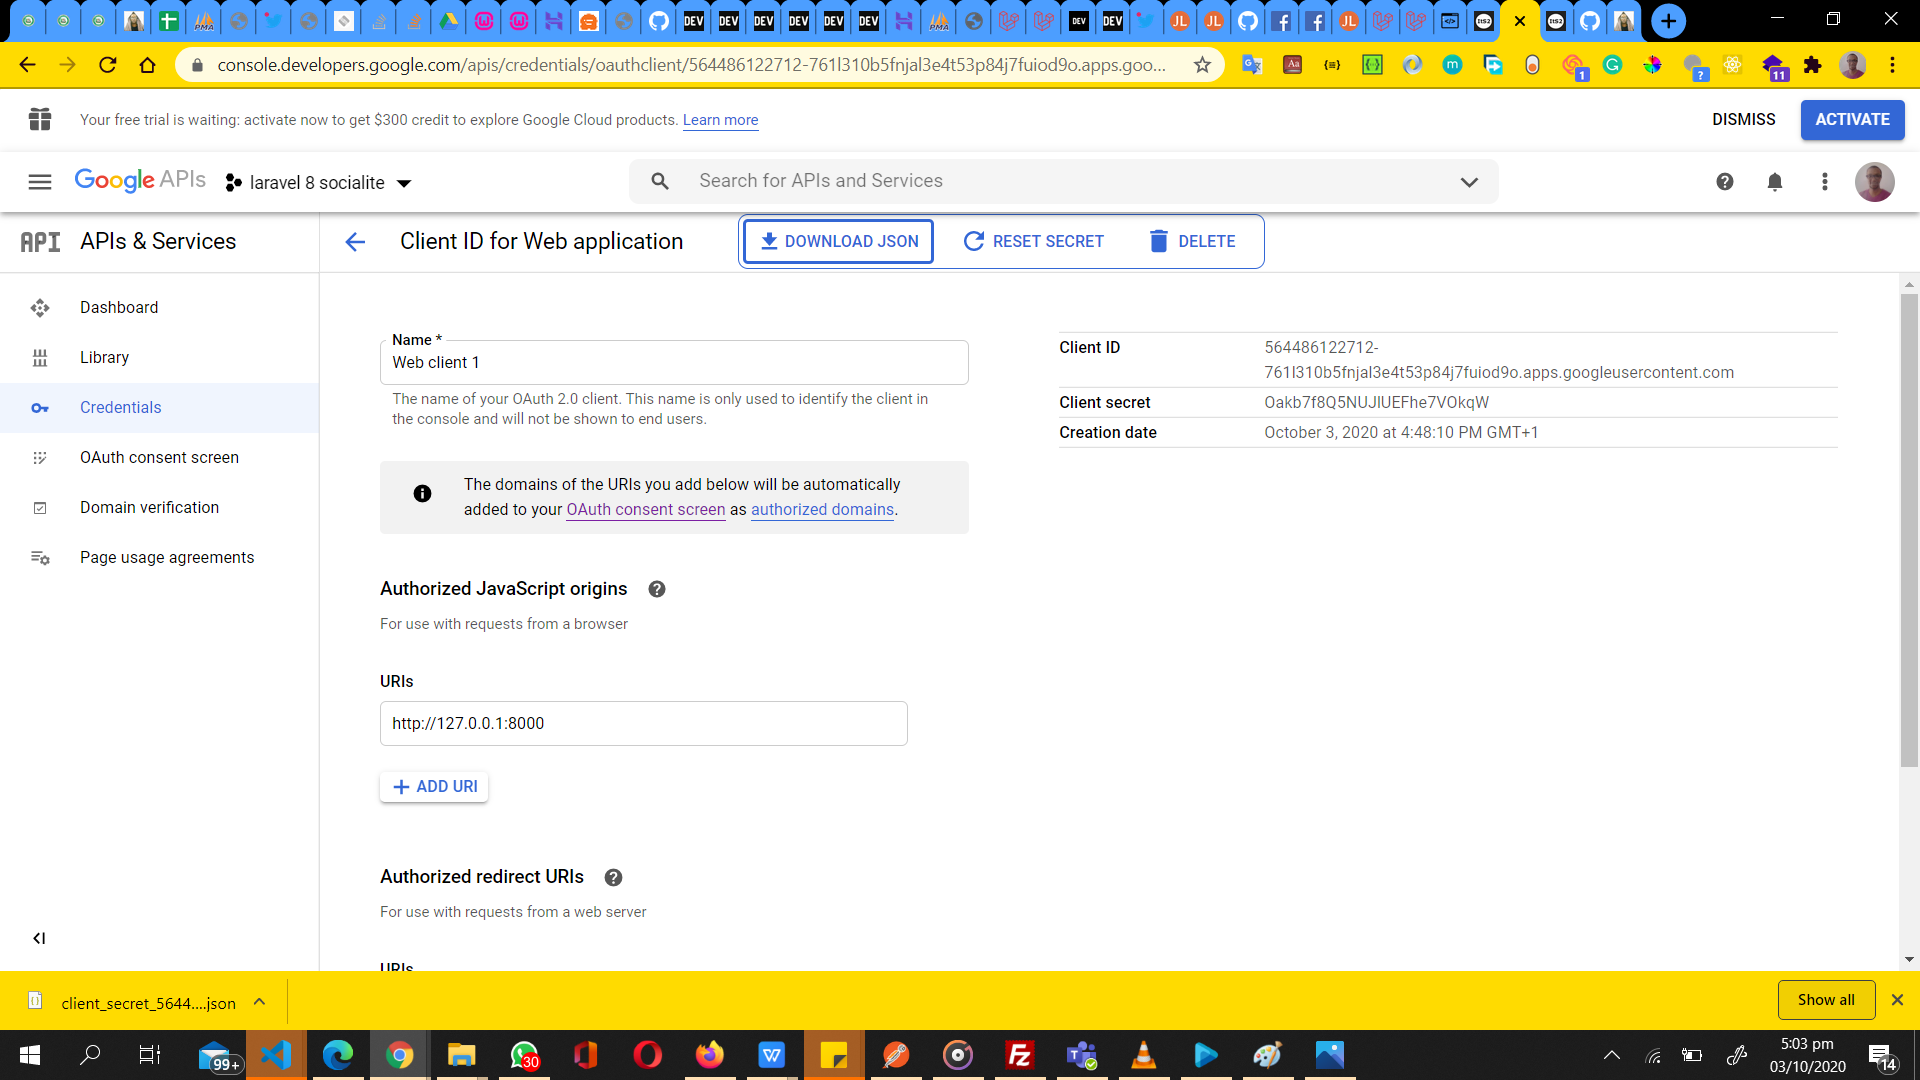 console.developers.google.com/apis/credentials/oauthclient/564486122712-761l310b5fnjal3e4t53p84j7fuiod9o.apps.goo...
Your free trial is waiting: activate now to get $300 credit to explore Google Cloud products. Learn more
DISMISS
ACTIVATE
Google APIs
laravel 8 socialite
Search for APIs and Services
API APIs & Services
Client ID for Web application
DOWNLOAD JSON
RESET SECRET
DELETE
Dashboard
Library
Credentials
OAuth consent screen
Domain verification
Page usage agreements
Name *
Web client 1
The name of your OAuth 2.0 client. This name is only used to identify the client in
the console and will not be shown to end users.
The domains of the URIs you add below will be automatically
added to your OAuth consent screen as authorized domains.
Authorized JavaScript origins
For use with requests from a browser
URIs
http://127.0.0.1:8000
ADD URI
Authorized redirect URIs
For use with requests from a web server
URIs
Client ID
564486122712-
761l310b5fnjal3e4t53p84j7fuiod9o.apps.googleusercontent.com
Client secret
Oakb7f8Q5NUJlUEFhe7VOkqW
Creation date
October 3, 2020 at 4:48:10 PM GMT+1
client_secret_5644....json
Show all
99+
30
5:03 pm
03/10/2020
14